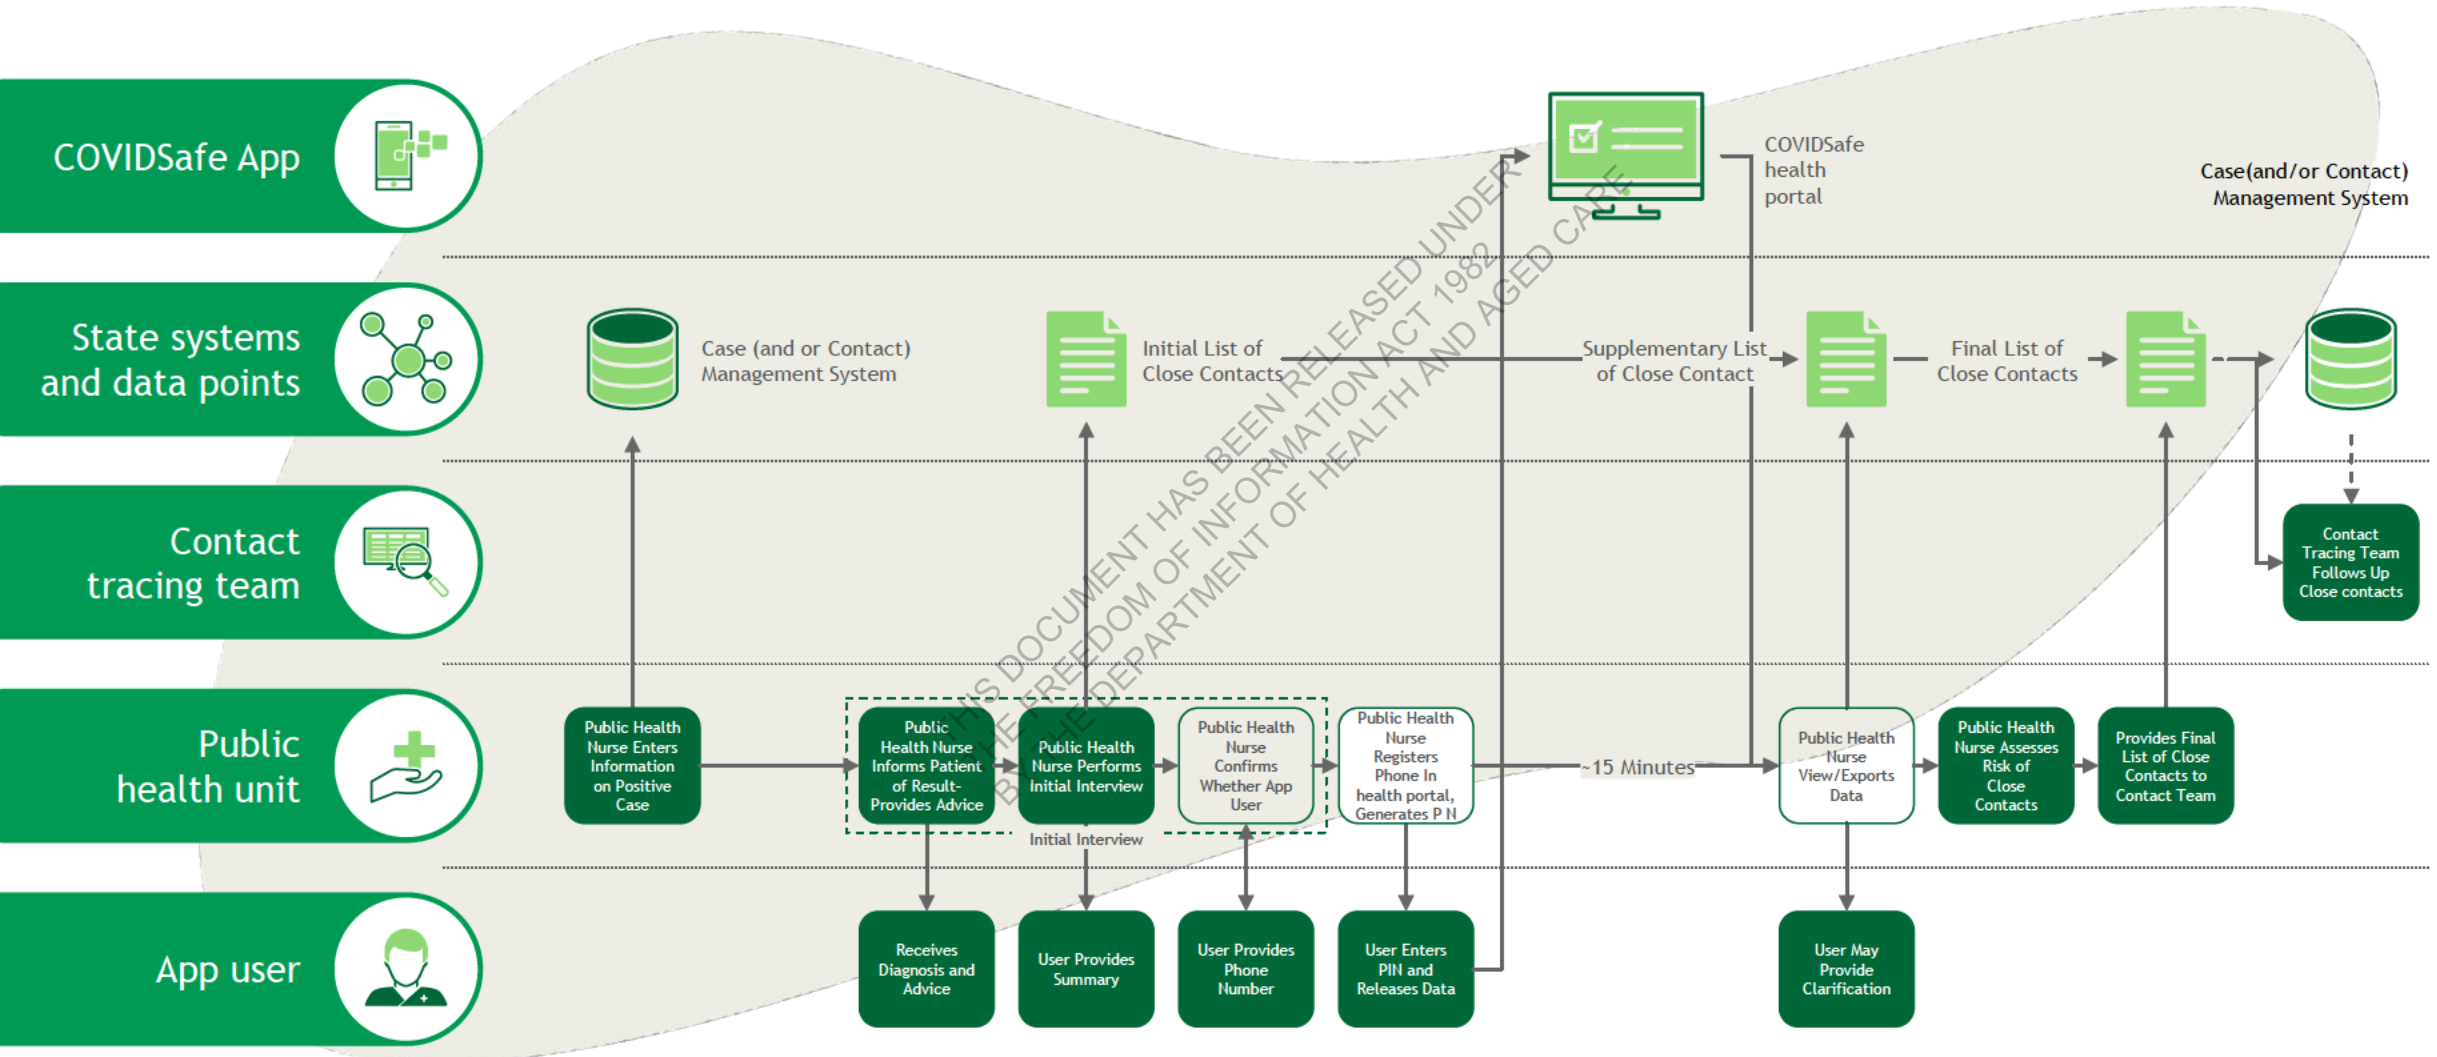 COVIDSafe App
COVIDSafe
health
portal
Case(and/or Contact)
Management System
State systems
and data points
Case (and or Contact)
Management System
Initial List of
Close Contacts
Supplementary List
of Close Contact
Final List of
Close Contacts
Contact
tracing team
Contact
Tracing Team
Follows Up
Close contacts
Public
health unit
Public Health
Nurse Enters
Information
on Positive
Case
Public
Health Nurse
Informs Patient
of Result-
Provides Advice
Public Health
Nurse Performs
Initial Interview
Initial Interview
Public Health
Nurse
Confirms
Whether App
User
Public Health
Nurse
Registers
Phone In
health portal,
Generates P N
~15 Minutes
Public Health
Nurse
View/Exports
Data
Public Health
Nurse Assesses
Risk of
Close
Contacts
Provides Final
List of Close
Contacts to
Contact Team
App user
Receives
Diagnosis and
Advice
User Provides
Summary
User Provides
Phone
Number
User Enters
PIN and
Releases Data
User May
Provide
Clarification
THIS DOCUMENT HAS BEEN RELEASED UNDER
THE FREEDOM OF INFORMATION ACT 1982
BY THE DEPARTMENT OF HEALTH AND AGED CARE